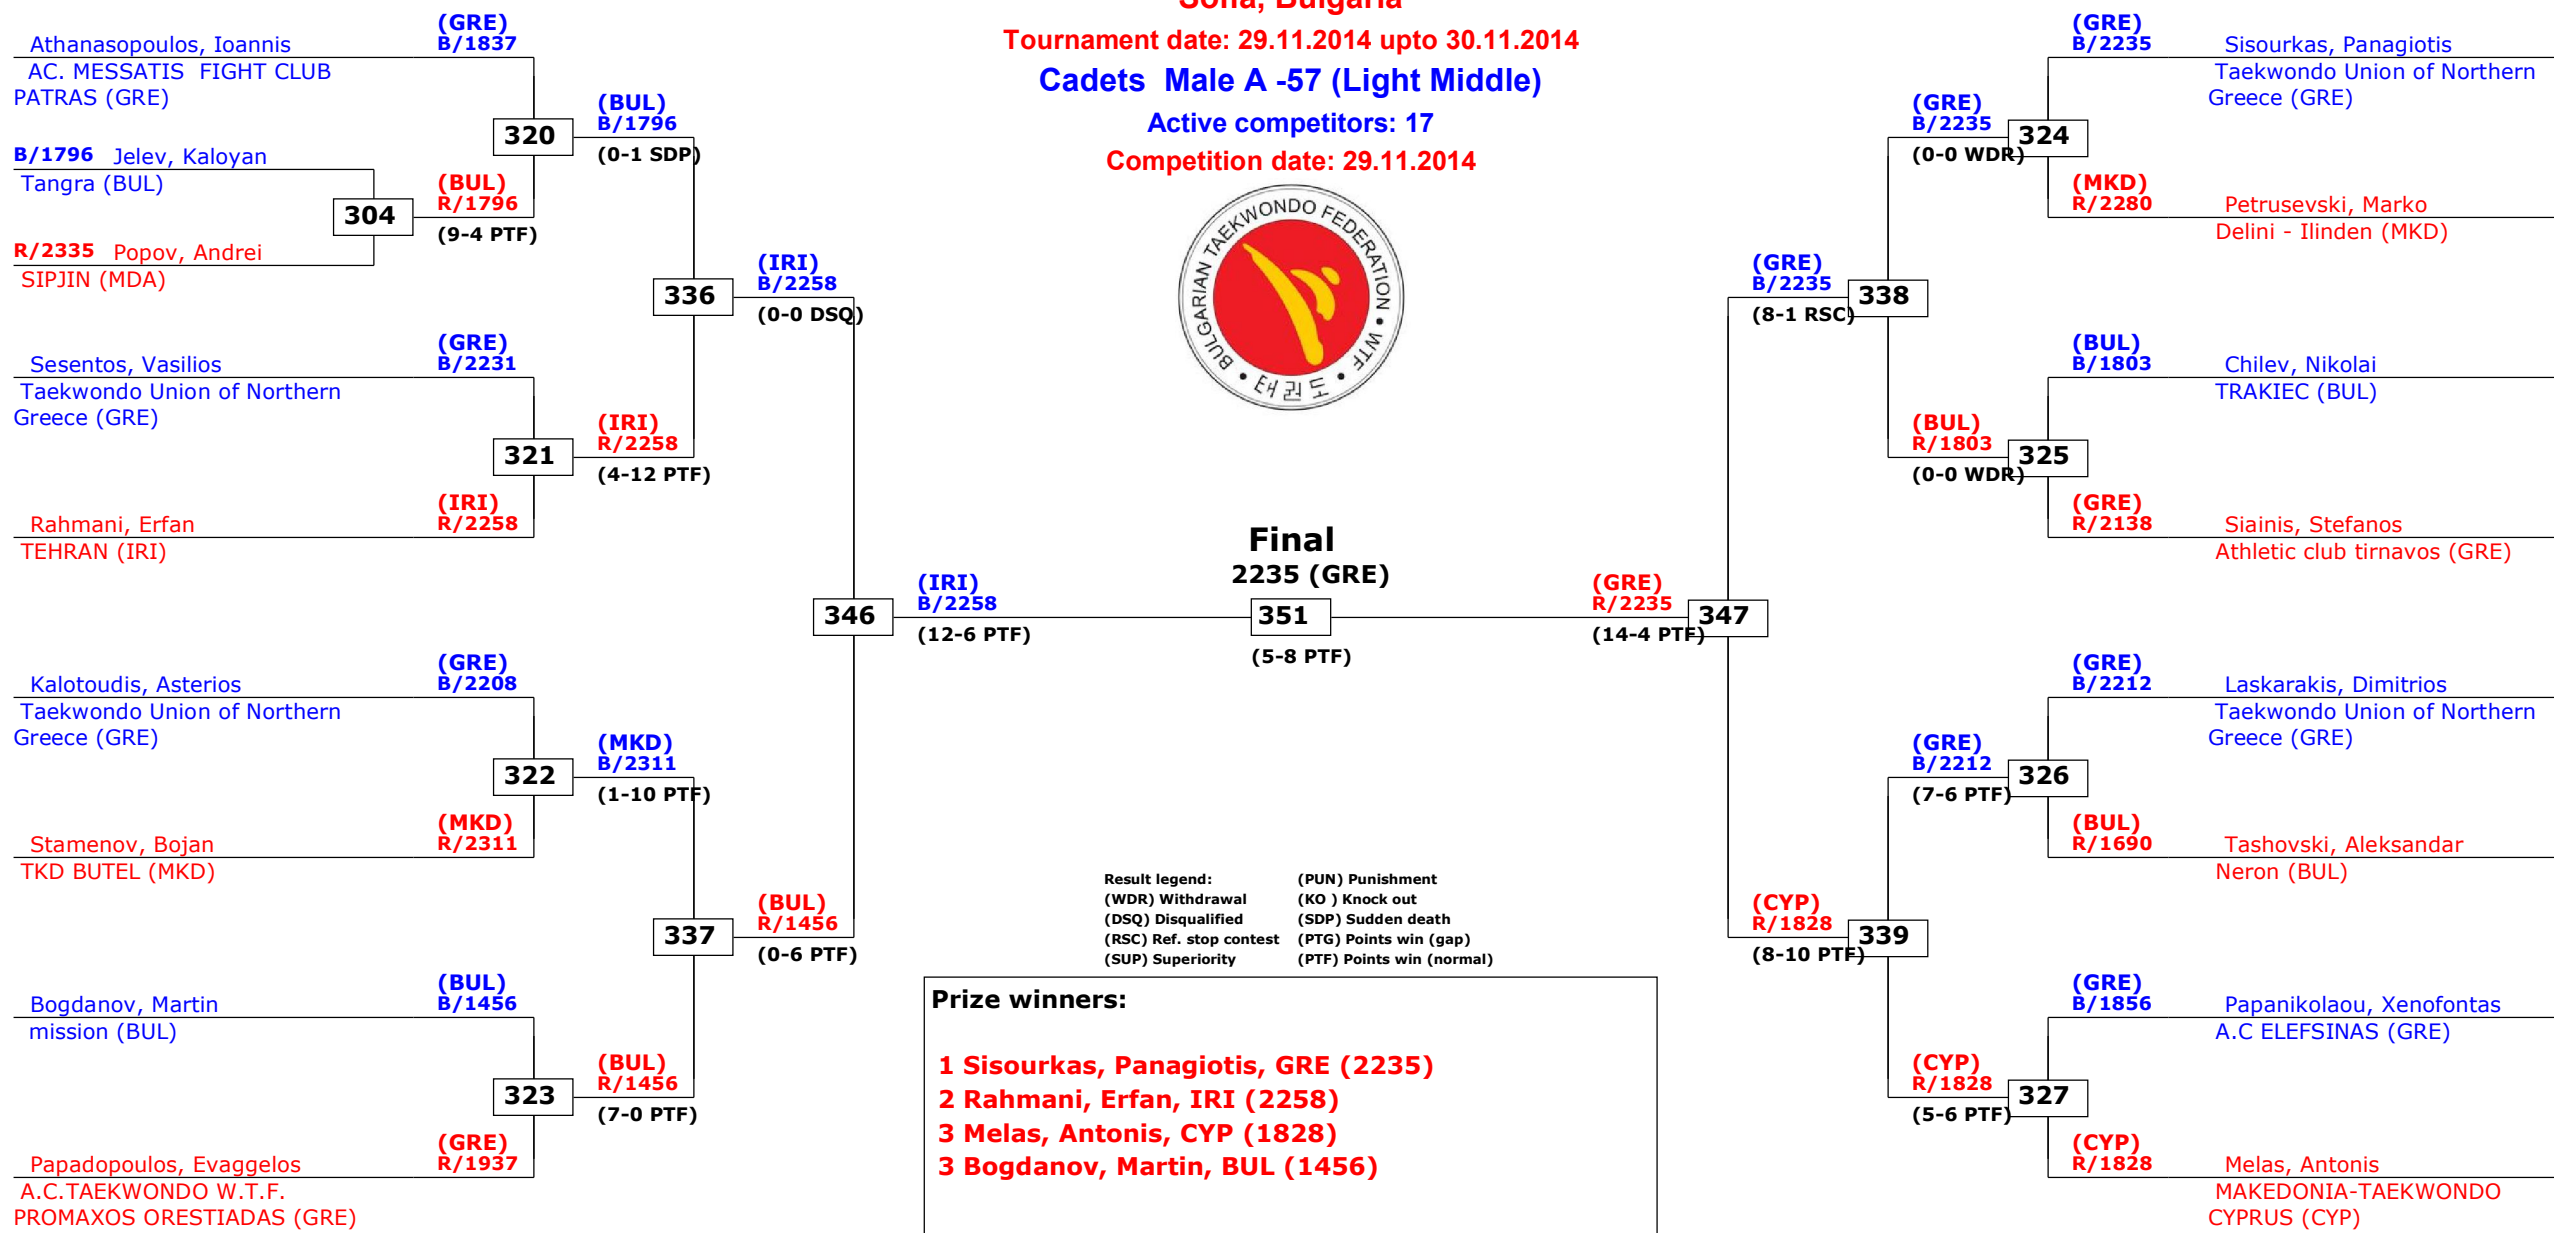 Sofia, Bulgaria
Tournament date: 29.11.2014 upto 30.11.2014
Cadets Male A -57 (Light Middle)
Active competitors: 17
Competition date: 29.11.2014
BULGARIAN TAEKWONDO FEDERATION • WTF • 태권도 •
(GRE)
Athanasopoulos, Ioannis B/1837
AC. MESSATIS FIGHT CLUB
PATRAS (GRE)
320
(BUL)
B/1796
(0-1 SDP)
B/1796 Jelev, Kaloyan
Tangra (BUL)
304
(BUL)
R/1796
(9-4 PTF)
R/2335 Popov, Andrei
SIPJIN (MDA)
336
(IRI)
B/2258
(0-0 DSQ)
(GRE)
Sesentos, Vasilios B/2231
Taekwondo Union of Northern
Greece (GRE)
321
(IRI)
R/2258
(4-12 PTF)
(IRI)
Rahmani, Erfan R/2258
TEHRAN (IRI)
346
(IRI)
B/2258
(12-6 PTF)
(GRE)
Kalotoudis, Asterios B/2208
Taekwondo Union of Northern
Greece (GRE)
322
(MKD)
B/2311
(1-10 PTF)
(MKD)
Stamenov, Bojan R/2311
TKD BUTEL (MKD)
337
(BUL)
R/1456
(0-6 PTF)
(BUL)
Bogdanov, Martin B/1456
mission (BUL)
323
(BUL)
R/1456
(7-0 PTF)
(GRE)
Papadopoulos, Evaggelos R/1937
A.C.TAEKWONDO W.T.F.
PROMAXOS ORESTIADAS (GRE)
Final
2235 (GRE)
351
(5-8 PTF)
(GRE)
R/2235
(14-4 PTF)
347
(GRE)
B/2235 Sisourkas, Panagiotis
Taekwondo Union of Northern
Greece (GRE)
(GRE)
B/2235
(0-0 WDR)
324
(MKD)
R/2280 Petrusevski, Marko
Delini - Ilinden (MKD)
(GRE)
B/2235
(8-1 RSC)
338
(BUL)
B/1803 Chilev, Nikolai
TRAKIEC (BUL)
(BUL)
R/1803
(0-0 WDR)
325
(GRE)
R/2138 Siainis, Stefanos
Athletic club tirnavos (GRE)
(GRE)
B/2212 Laskarakis, Dimitrios
Taekwondo Union of Northern
Greece (GRE)
(GRE)
B/2212
(7-6 PTF)
326
(BUL)
R/1690 Tashovski, Aleksandar
Neron (BUL)
(CYP)
R/1828
(8-10 PTF)
339
(GRE)
B/1856 Papanikolaou, Xenofontas
A.C ELEFSINAS (GRE)
(CYP)
R/1828
(5-6 PTF)
327
(CYP)
R/1828 Melas, Antonis
MAKEDONIA-TAEKWONDO
CYPRUS (CYP)
Result legend: (PUN) Punishment
(WDR) Withdrawal (KO ) Knock out
(DSQ) Disqualified (SDP) Sudden death
(RSC) Ref. stop contest (PTG) Points win (gap)
(SUP) Superiority (PTF) Points win (normal)
Prize winners:
1 Sisourkas, Panagiotis, GRE (2235)
2 Rahmani, Erfan, IRI (2258)
3 Melas, Antonis, CYP (1828)
3 Bogdanov, Martin, BUL (1456)